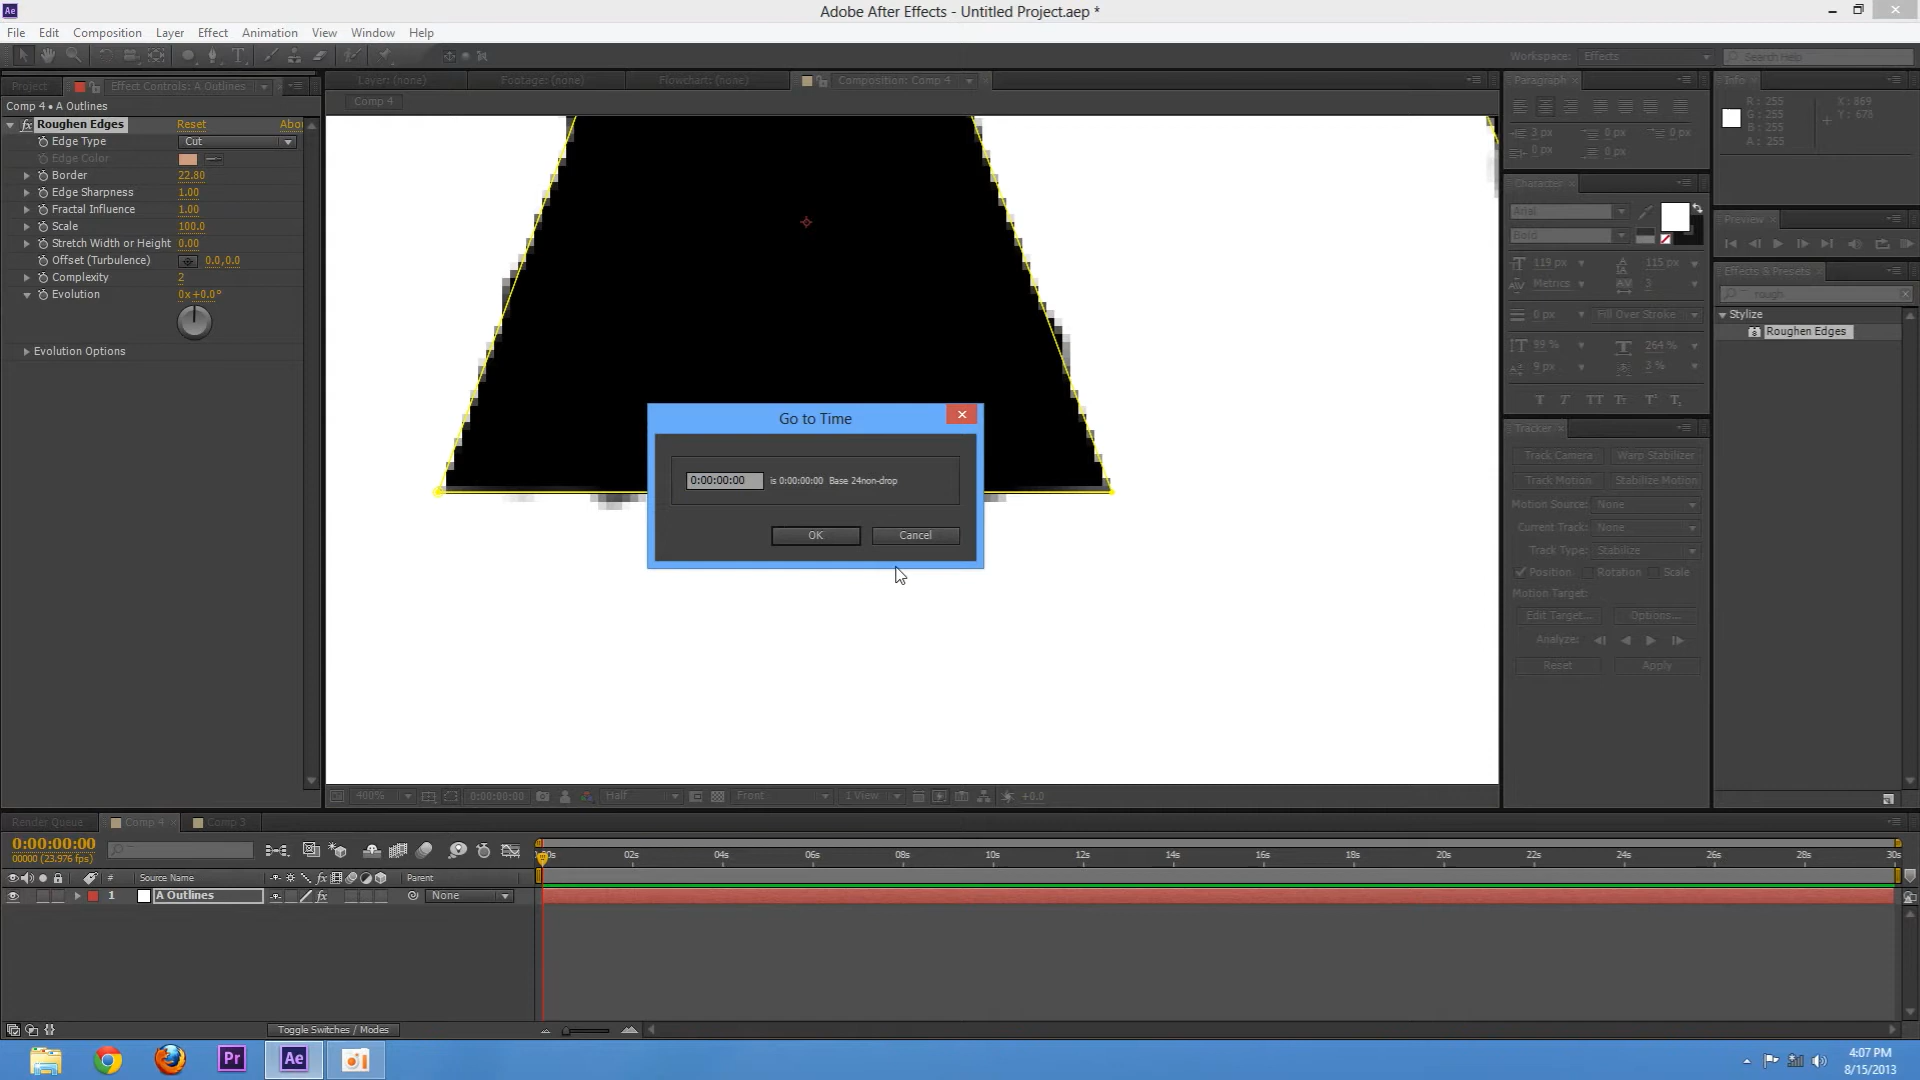 Adobe After Effects - Untitled Project.aep *
File Edit Composition Layer Effect Animation View Window Help
Workspace: Effects Search Help
Project Effect Controls: A Outlines
Layer: (none) Footage: (none) Flowchart: (none) Composition: Comp 4
Comp 4 • A Outlines
Comp 4
Roughen Edges Reset Abou
Edge Type Cut
Edge Color
Border 22.80
Edge Sharpness 1.00
Fractal Influence 1.00
Scale 100.0
Stretch Width or Height 0.00
Offset (Turbulence) 0.0,0.0
Complexity 2
Evolution 0x+0.0°
Evolution Options
Go to Time
0:00:00:00 is 0:00:00:00 Base 24non-drop
OK Cancel
Paragraph
3 px 0 px 0 px
0 px 0 px
Character
Arial
Bold
119 px 115 px
Metrics 3
0 px Fill Over Stroke
99 % 264 %
9 px 3 %
T T TT Tr T T
Tracker
Track Camera Warp Stabilizer
Track Motion Stabilize Motion
Motion Source: None
Current Track: None
Track Type: Stabilize
Position Rotation Scale
Motion Target:
Edit Target... Options...
Analyze:
Reset Apply
Info
R: 255 X: 869
G: 255 Y: 678
B: 255
A: 255
Preview
Effects & Presets
rough
Stylize
Roughen Edges
400% 0:00:00:00 Half Front 1 View +0.0
Render Queue Comp 4 Comp 3
0:00:00:00
00000 (23.976 fps)
# Source Name fx Parent
1 A Outlines fx None
02s 04s 06s 08s 10s 12s 14s 16s 18s 20s 22s 24s 26s 28s 30s
Toggle Switches / Modes
Pr Ae
4:07 PM
8/15/2013